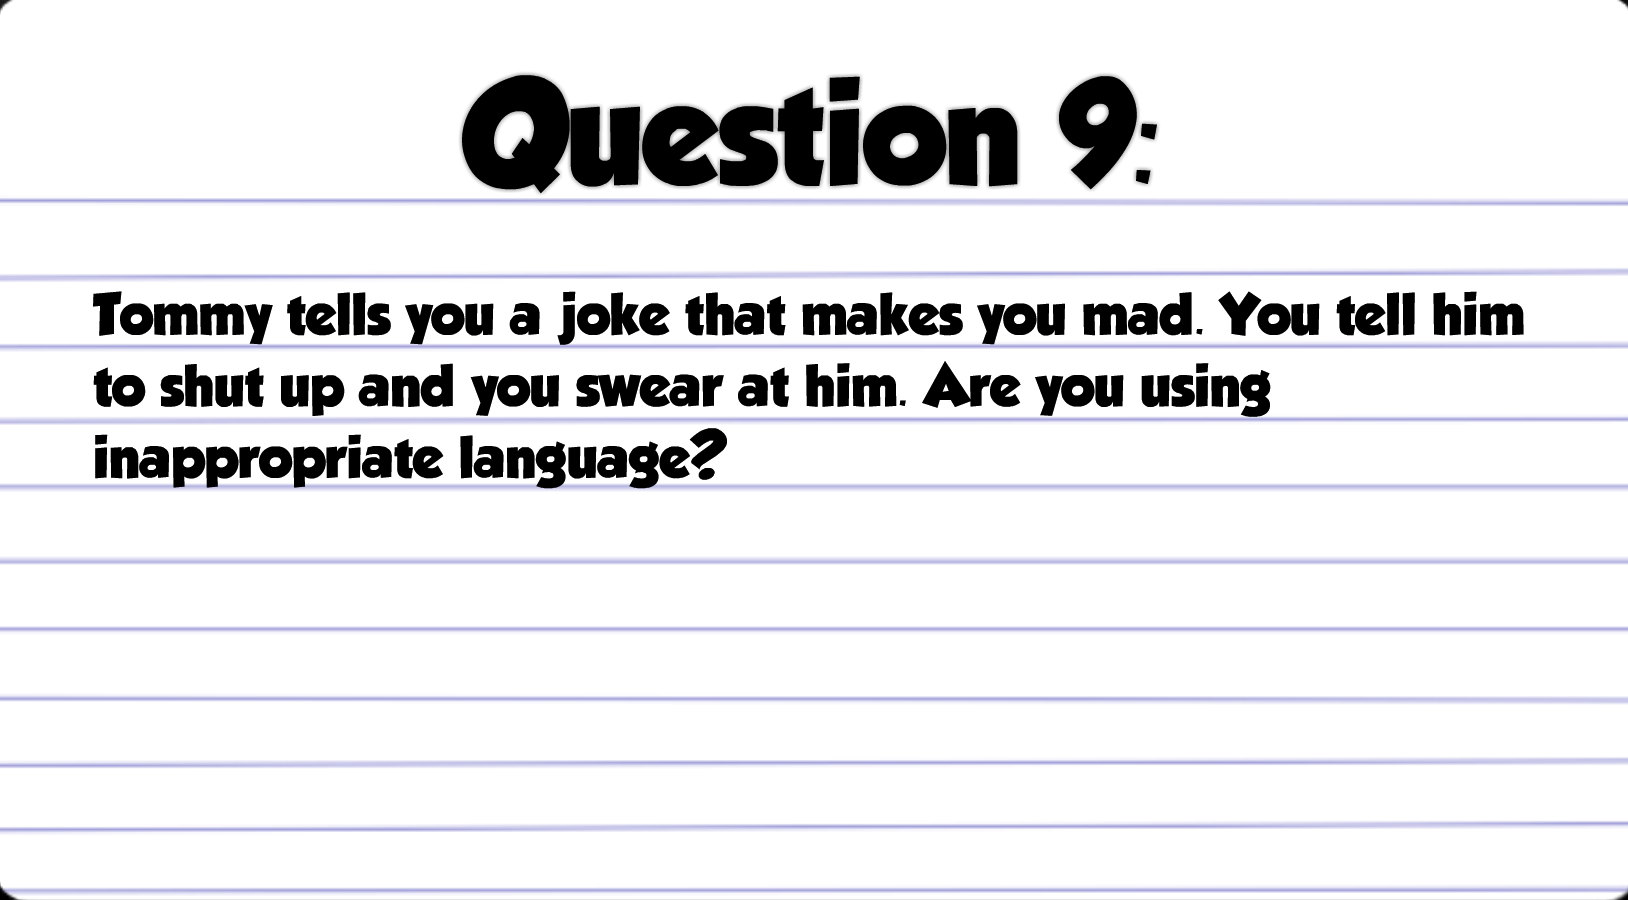 Question 9:
Tommy tells you a joke that makes you mad. You tell him
to shut up and you swear at him. Are you using
inappropriate language?